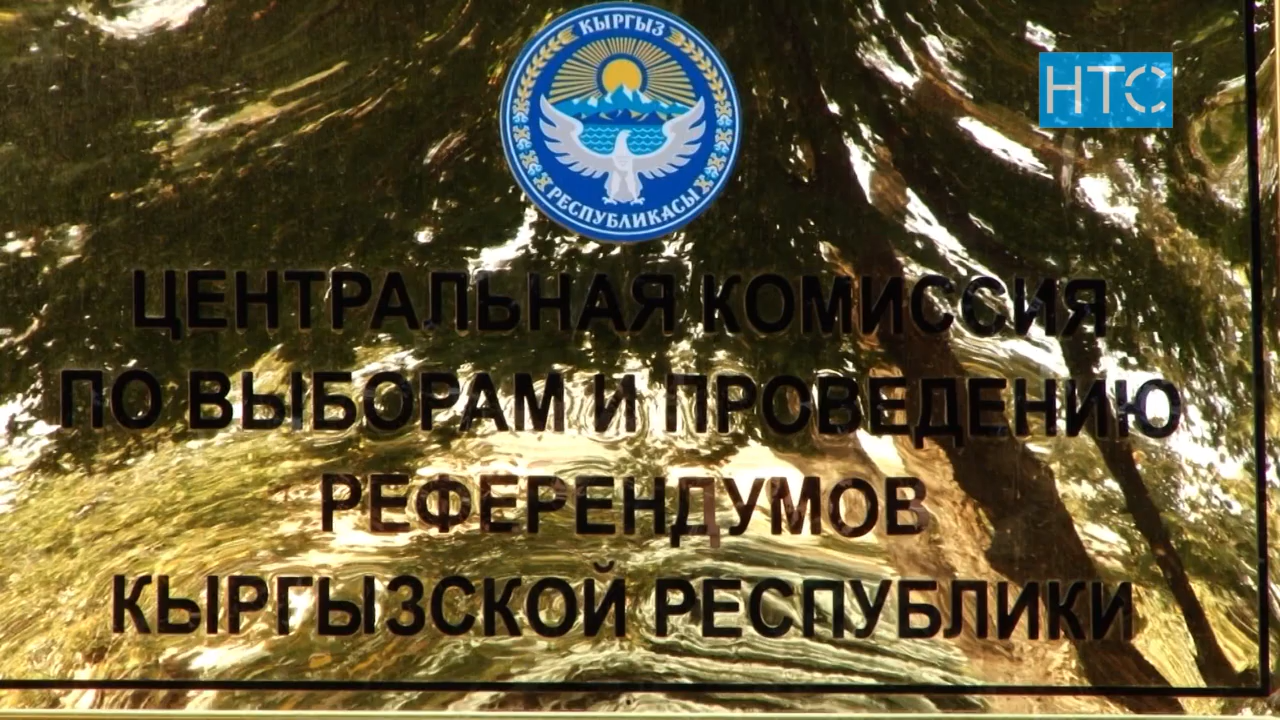 КЫРГЫЗ
НТС
РЕСПУБЛИКАСЫ
ЦЕНТРАЛЬНАЯ КОМИССИЯ
ПО ВЫБОРАМ И ПРОВЕДЕНИЮ
РЕФЕРЕНДУМОВ
КЫРГЫЗСКОЙ РЕСПУБЛИКИ